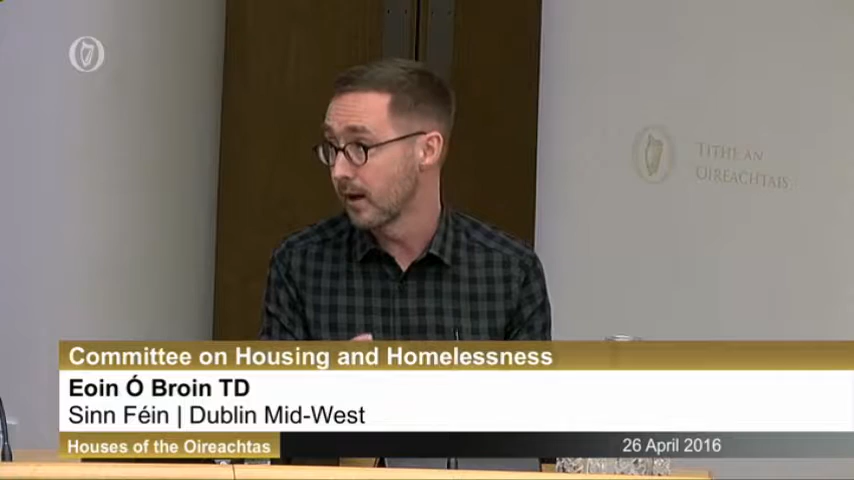 TITHE AN
OIREACHTAIS
Committee on Housing and Homelessness
Eoin Ó Broin TD
Sinn Féin | Dublin Mid-West
Houses of the Oireachtas
26 April 2016